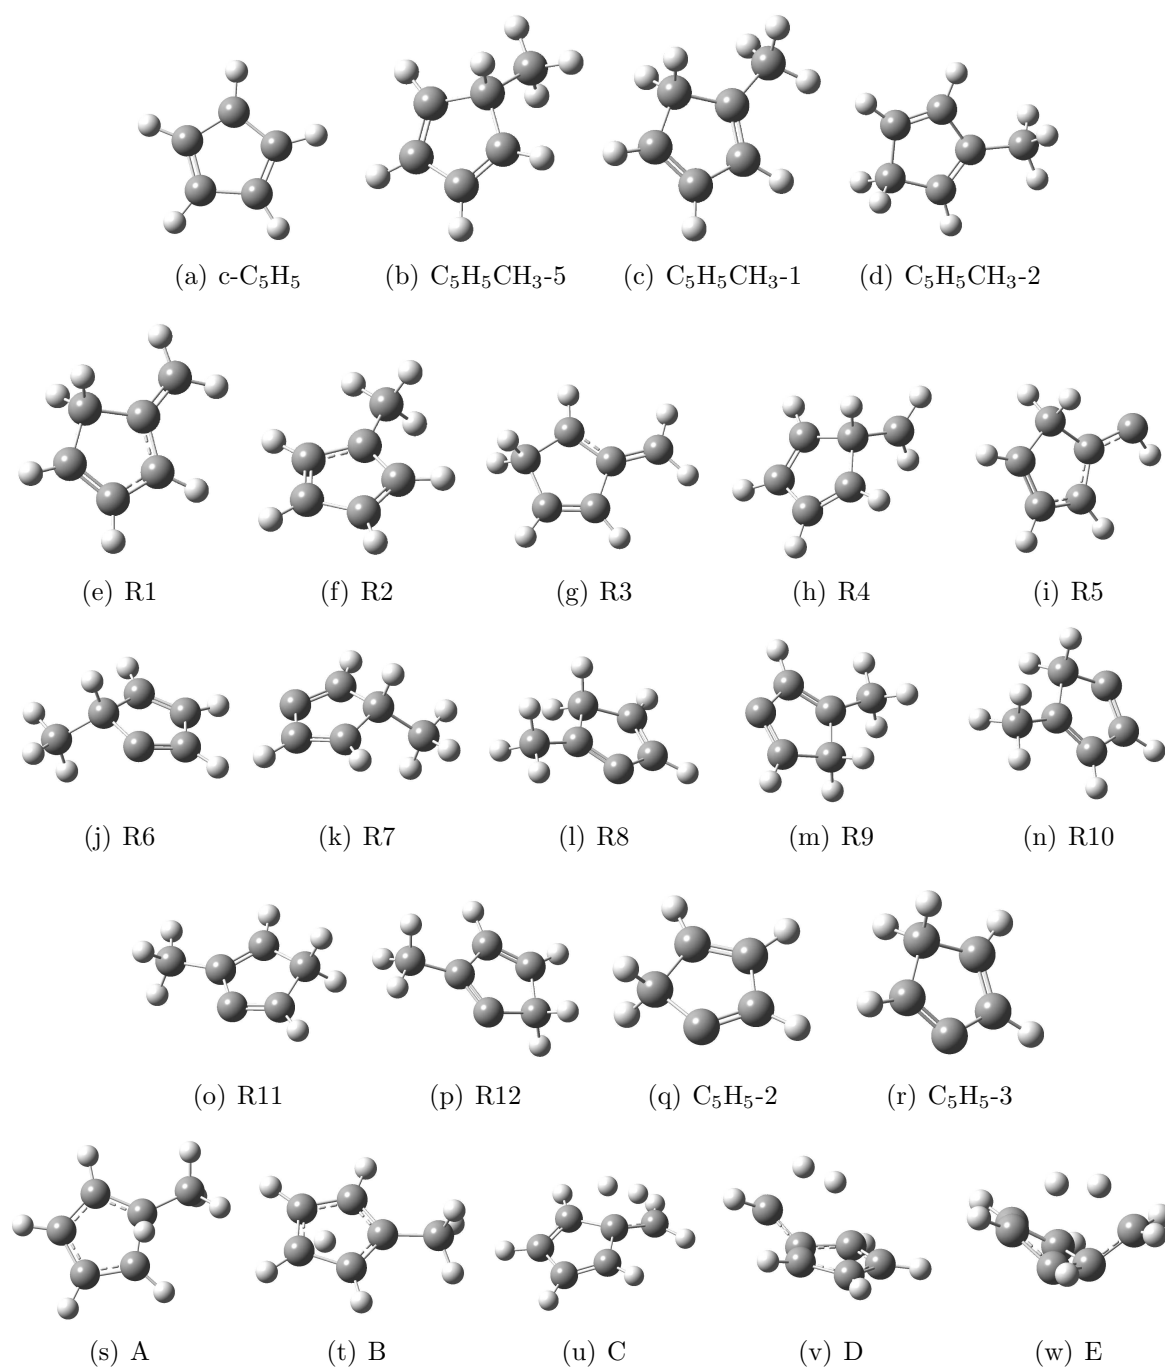 (a) c-C₅H₅ (b) C₅H₅CH₃-5 (c) C₅H₅CH₃-1 (d) C₅H₅CH₃-2
(e) R1 (f) R2 (g) R3 (h) R4 (i) R5
(j) R6 (k) R7 (l) R8 (m) R9 (n) R10
(o) R11 (p) R12 (q) C₅H₅-2 (r) C₅H₅-3
(s) A (t) B (u) C (v) D (w) E